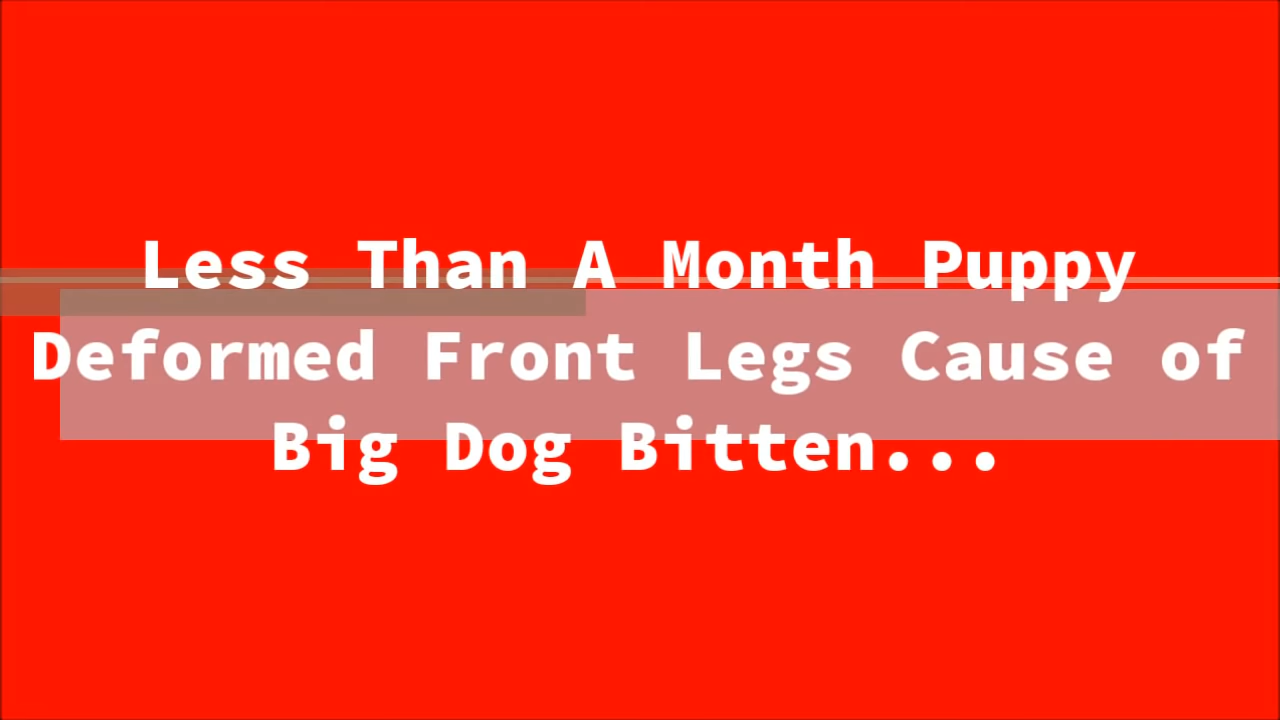 Less Than A Month Puppy
Deformed Front Legs Cause of
Big Dog Bitten...